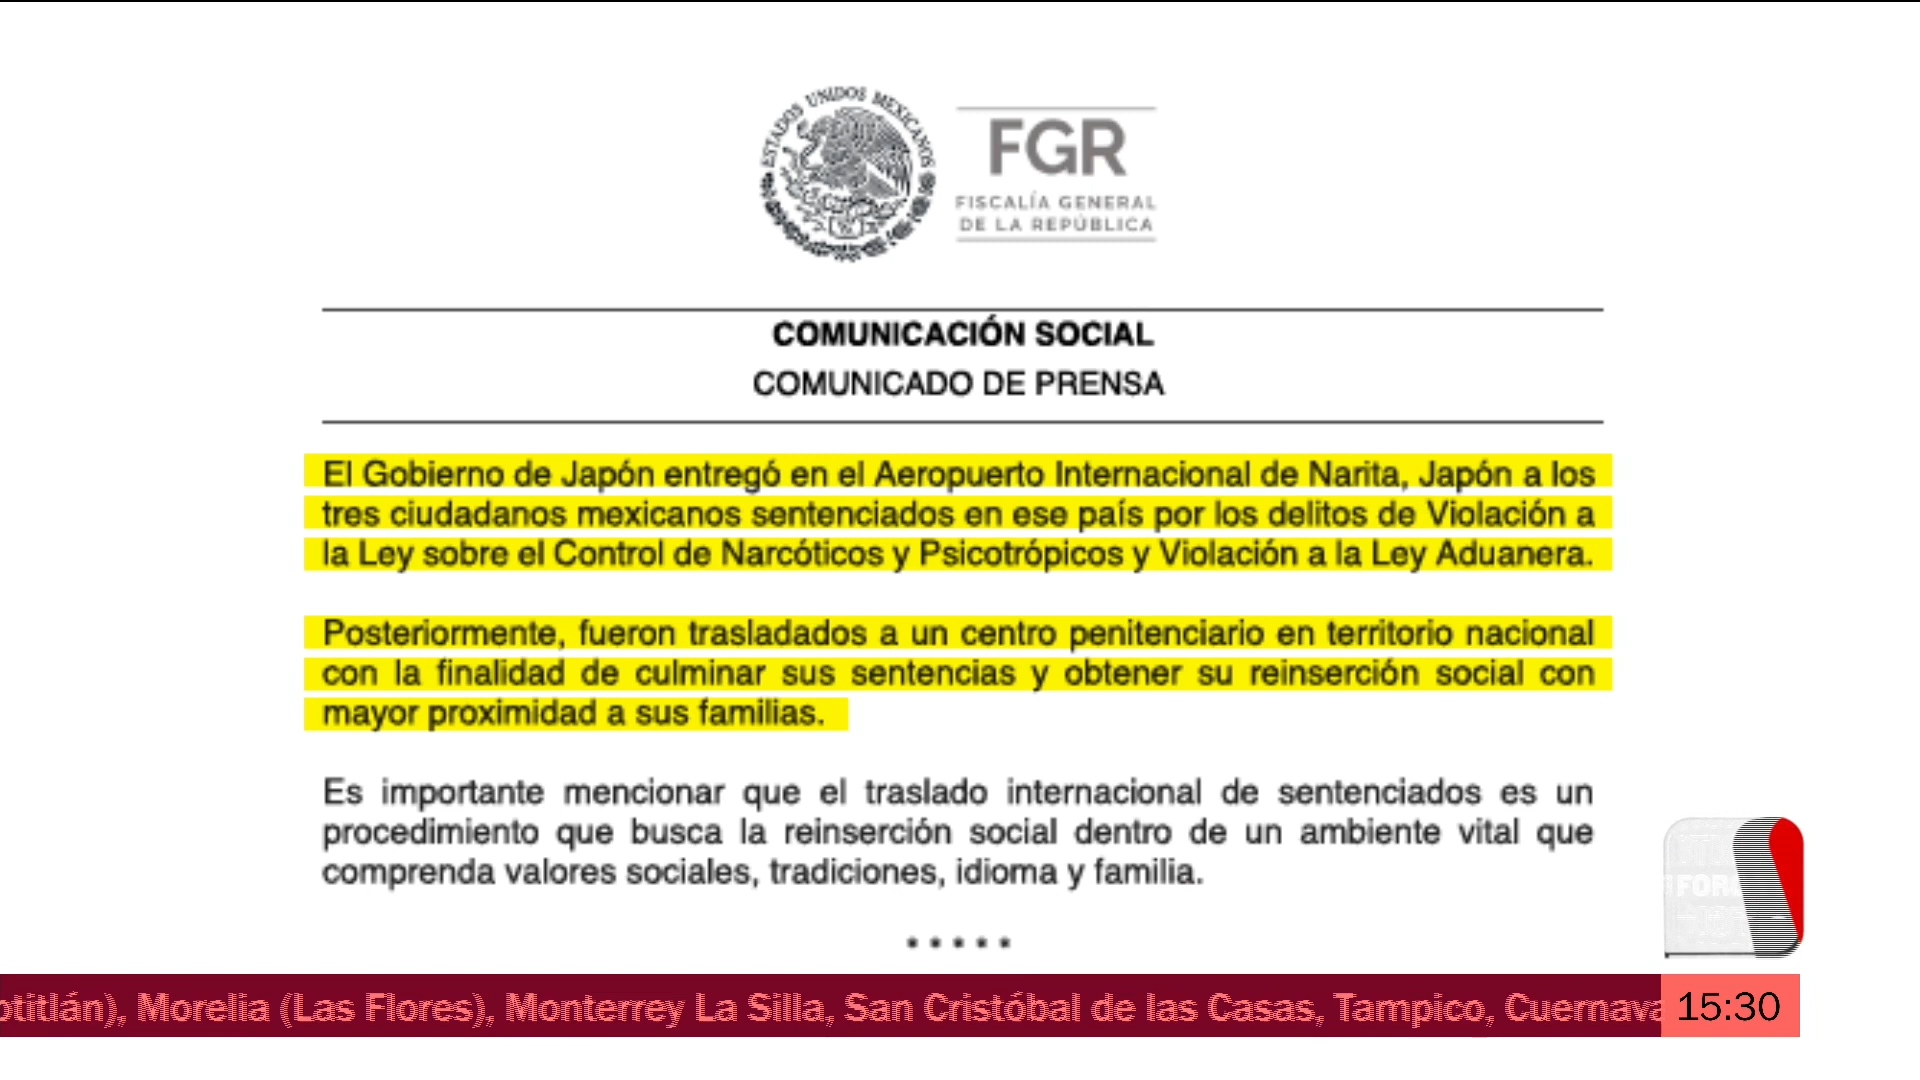 ESTADOS UNIDOS MEXICANOS
FGR
FISCALÍA GENERAL
DE LA REPÚBLICA
COMUNICACIÓN SOCIAL
COMUNICADO DE PRENSA
El Gobierno de Japón entregó en el Aeropuerto Internacional de Narita, Japón a los
tres ciudadanos mexicanos sentenciados en ese país por los delitos de Violación a
la Ley sobre el Control de Narcóticos y Psicotrópicos y Violación a la Ley Aduanera.
Posteriormente, fueron trasladados a un centro penitenciario en territorio nacional
con la finalidad de culminar sus sentencias y obtener su reinserción social con
mayor proximidad a sus familias.
Es importante mencionar que el traslado internacional de sentenciados es un
procedimiento que busca la reinserción social dentro de un ambiente vital que
comprenda valores sociales, tradiciones, idioma y familia.
• • • • •
otitlán), Morelia (Las Flores), Monterrey La Silla, San Cristóbal de las Casas, Tampico, Cuernava
15:30